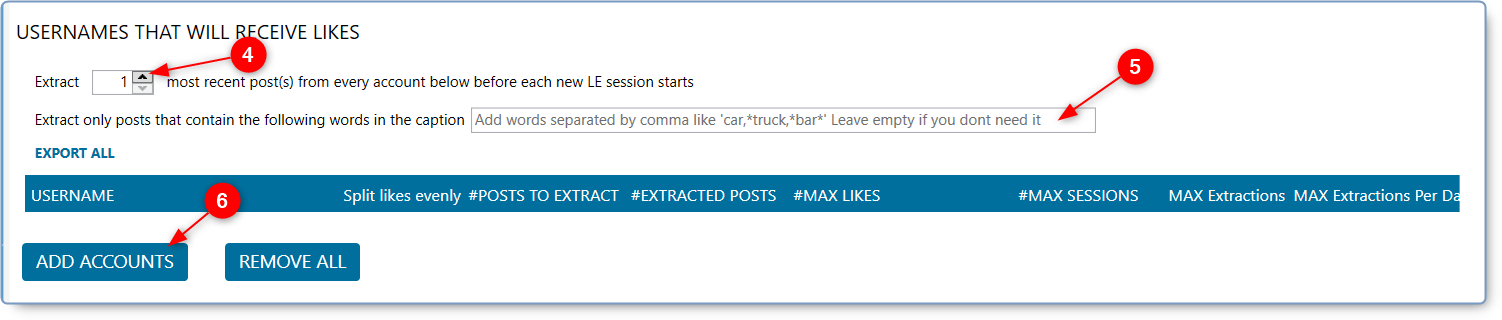 USERNAMES THAT WILL RECEIVE LIKES
4
Extract 1 most recent post(s) from every account below before each new LE session starts
5
Extract only posts that contain the following words in the caption Add words separated by comma like 'car,*truck,*bar*' Leave empty if you dont need it
EXPORT ALL
USERNAME Split likes evenly #POSTS TO EXTRACT #EXTRACTED POSTS #MAX LIKES #MAX SESSIONS MAX Extractions MAX Extractions Per Da
6
ADD ACCOUNTS REMOVE ALL